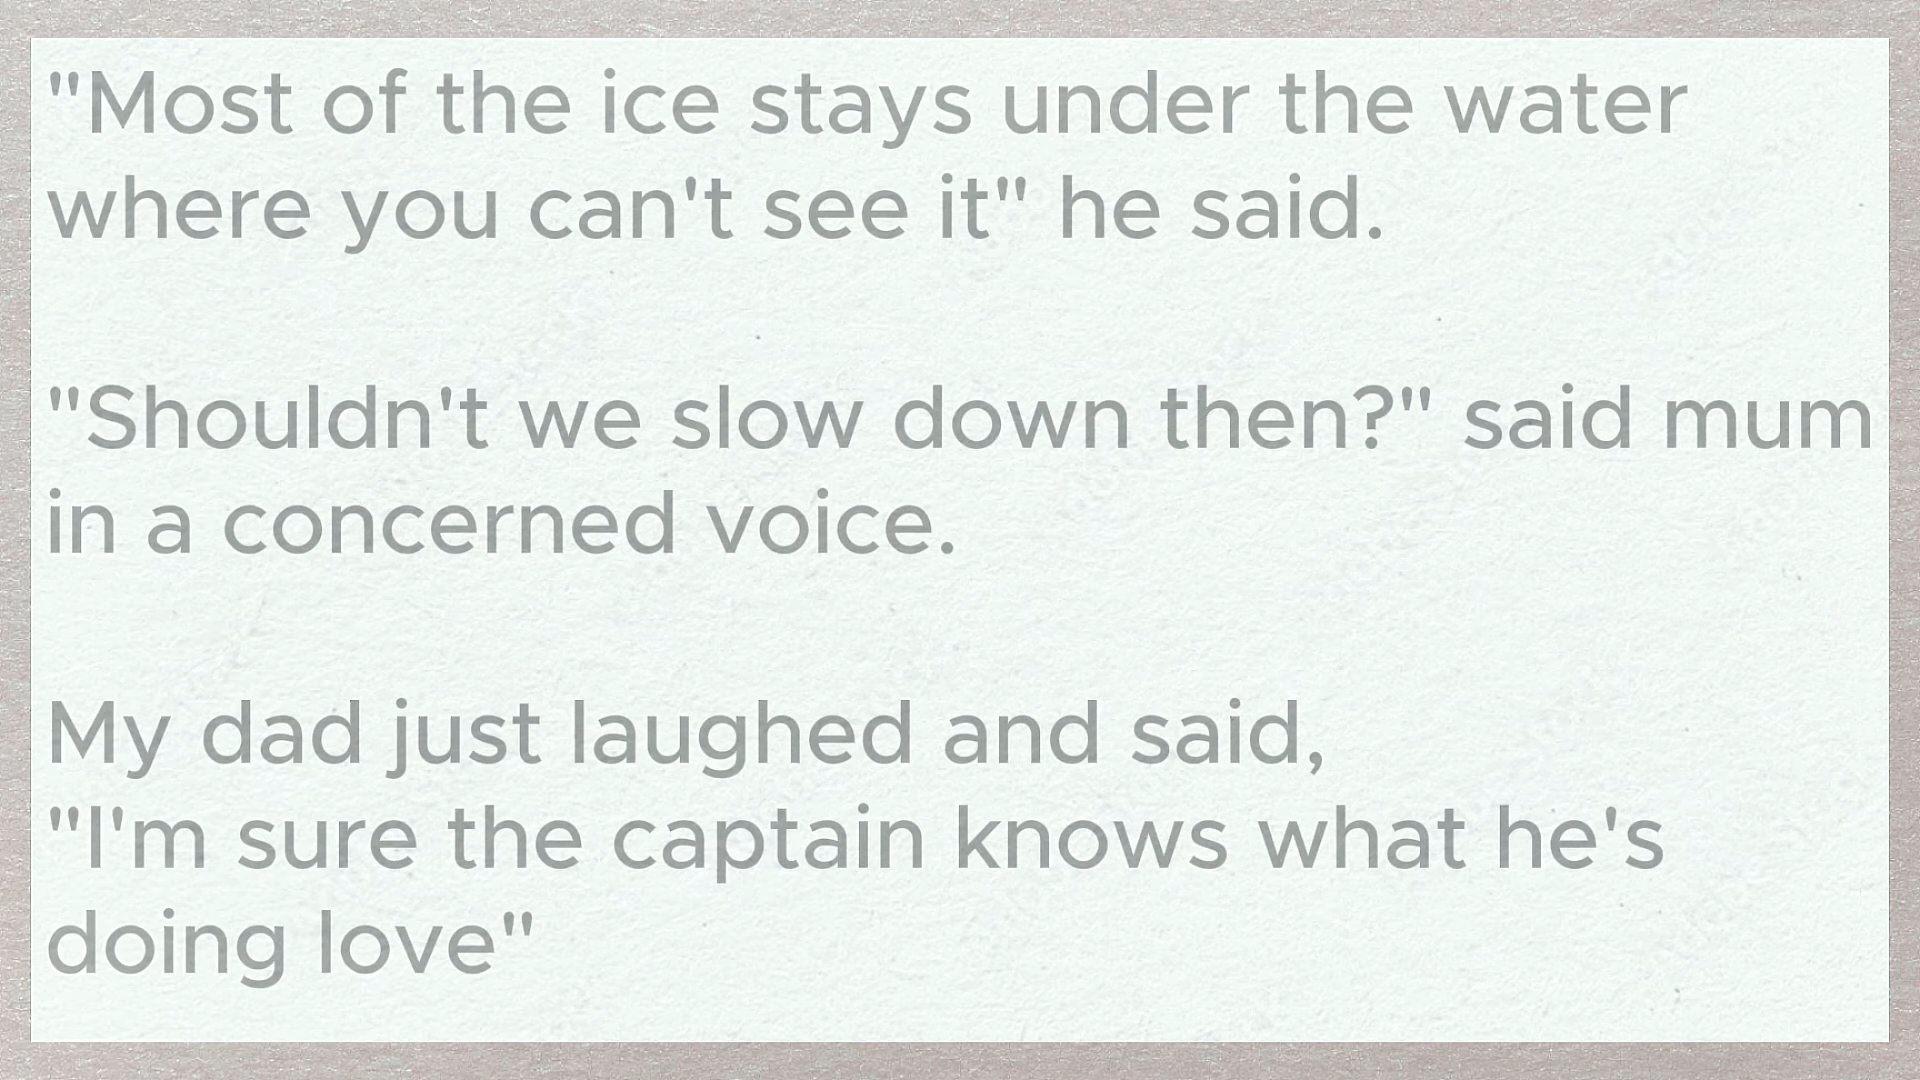 "Most of the ice stays under the water
where you can't see it" he said.
"Shouldn't we slow down then?" said mum
in a concerned voice.
My dad just laughed and said,
"I'm sure the captain knows what he's
doing love"